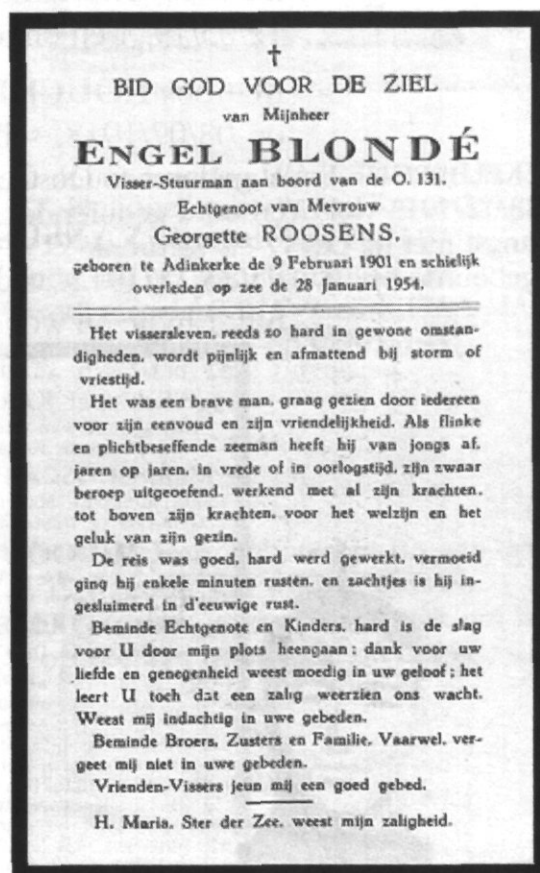 BID GOD VOOR DE ZIEL
van Mijnheer
ENGEL BLONDÉ
Visser-Stuurman aan boord van de O. 131.
Echtgenoot van Mevrouw
Georgette ROOSENS,
geboren te Adinkerke de 9 Februari 1901 en schielijk
overleden op zee de 28 Januari 1954.
Het vissersleven, reeds zo hard in gewone omstan-
digheden, wordt pijnlijk en afmattend bij storm of
vriestijd.
Het was een brave man, graag gezien door iedereen
voor zijn eenvoud en zijn vriendelijkheid. Als flinke
en plichtbeseffende zeeman heeft hij van jongs af,
jaren op jaren, in vrede of in oorlogstijd, zijn zwaar
beroep uitgeoefend, werkend met al zijn krachten,
tot boven zijn krachten, voor het welzijn en het
geluk van zijn gezin.
De reis was goed, hard werd gewerkt, vermoeid
ging hij enkele minuten rusten, en zachtjes is hij in-
gesluimerd in d'eeuwige rust.
Beminde Echtgenote en Kinders, hard is de slag
voor U door mijn plots heengaan ; dank voor uw
liefde en genegenheid weest moedig in uw geloof ; het
leert U toch dat een zalig weerzien ons wacht.
Weest mij indachtig in uwe gebeden.
Beminde Broers, Zusters en Familie, Vaarwel, ver-
geet mij niet in uwe gebeden.
Vrienden-Vissers jeun mij een goed gebed.
H. Maria, Ster der Zee, weest mijn zaligheid.